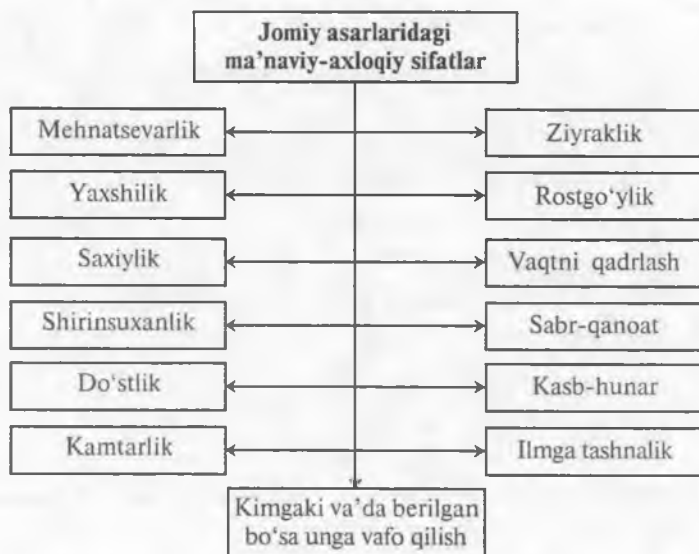 Jomiy asarlaridagi
ma’naviy-axloqiy sifatlar
Mehnatsevarlik
Ziyraklik
Yaxshilik
Rostgo‘ylik
Saxiylik
Vaqtni qadrlash
Shirinsuxanlik
Sabr-qanoat
Do‘stlik
Kasb-hunar
Kamtarlik
Ilmga tashnalik
Kimgaki va’da berilgan
bo‘sa unga vafo qilish